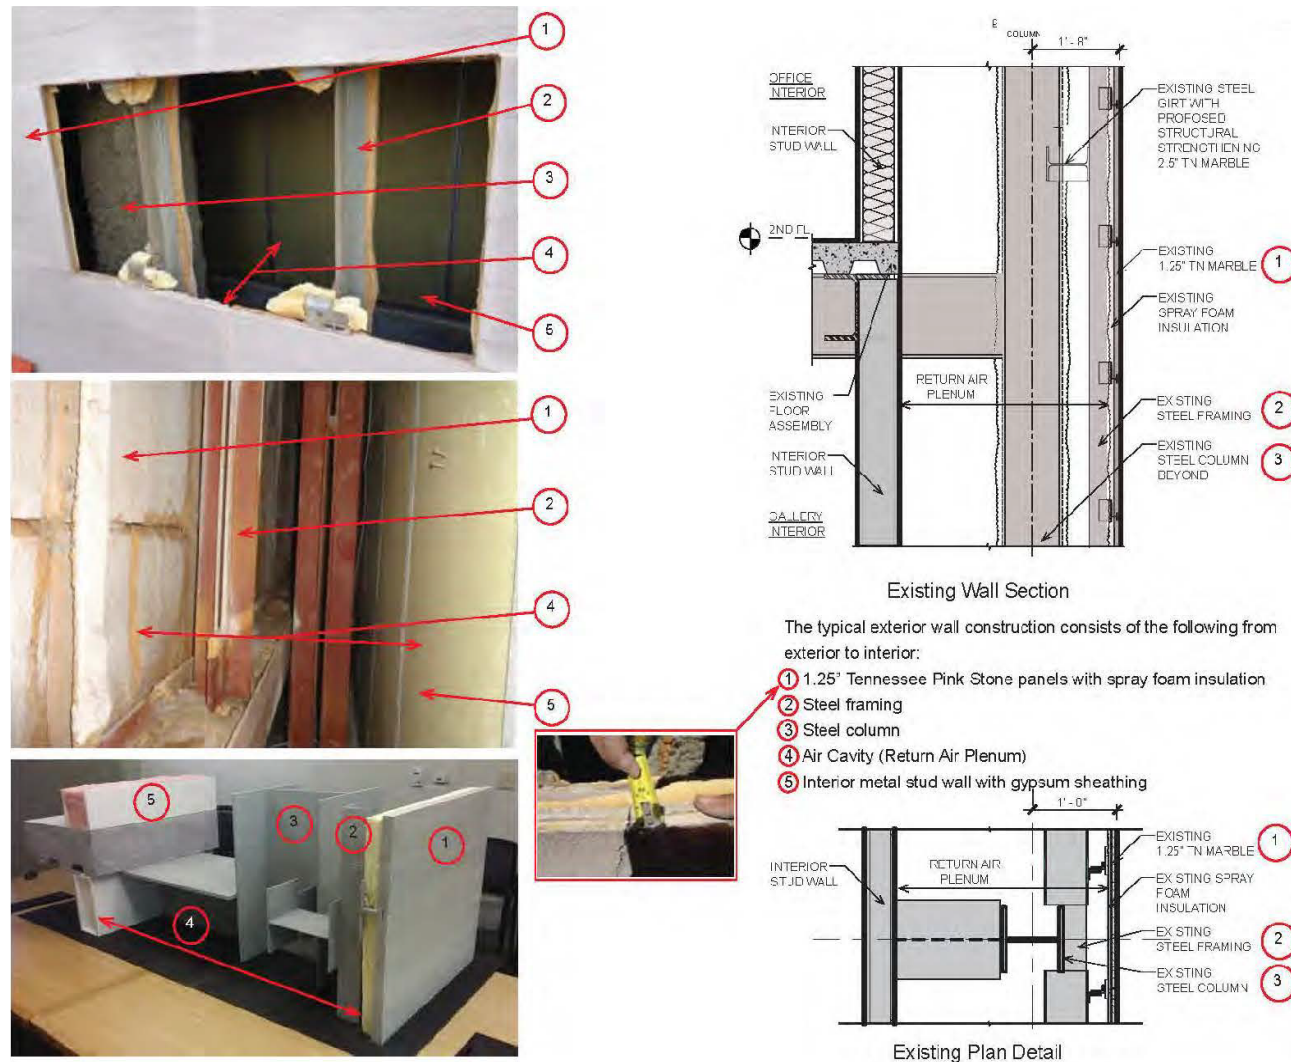 1
2
3
4
5
1
2
4
5
5
3
2
1
4
COLUMN
1' - 8"
OFFICE
INTERIOR
INTERIOR
STUD WALL
2ND FL
EXISTING
FLOOR
ASSEMBLY
INTERIOR
STUD WALL
GALLERY
INTERIOR
RETURN AIR
PLENUM
EXISTING STEEL
GIRT WITH
PROPOSED
STRUCTURAL
STRENGTHENING
2.5" TN MARBLE
EXISTING
1.25" TN MARBLE
1
EXISTING
SPRAY FOAM
INSULATION
EXISTING
STEEL FRAMING
2
EXISTING
STEEL COLUMN
BEYOND
3
Existing Wall Section
The typical exterior wall construction consists of the following from
exterior to interior:
1 1.25" Tennessee Pink Stone panels with spray foam insulation
2 Steel framing
3 Steel column
4 Air Cavity (Return Air Plenum)
5 Interior metal stud wall with gypsum sheathing
1' - 0"
INTERIOR
STUD WALL
RETURN AIR
PLENUM
EXISTING
1.25" TN MARBLE
1
EXISTING SPRAY
FOAM
INSULATION
EXISTING
STEEL FRAMING
2
EXISTING
STEEL COLUMN
3
Existing Plan Detail